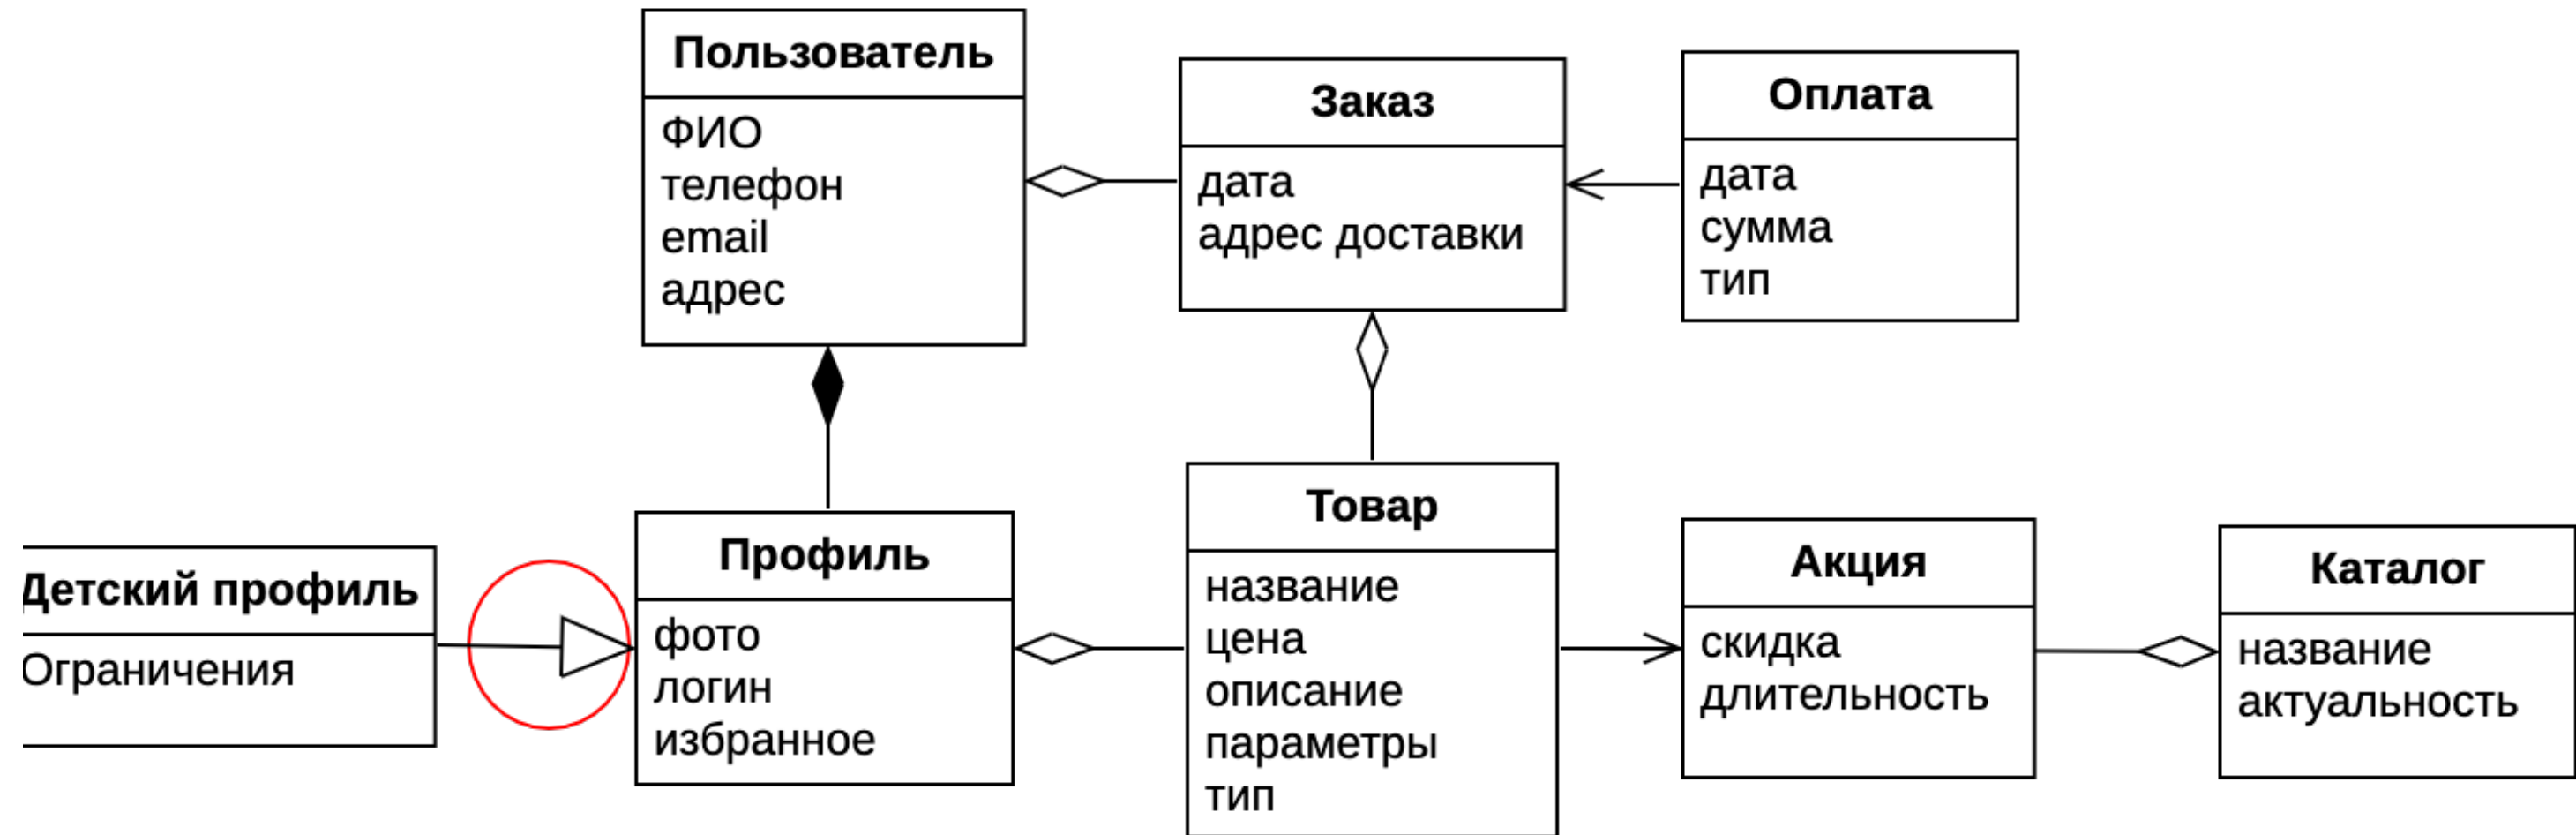 Пользователь
ФИО
телефон
email
адрес
Заказ
дата
адрес доставки
Оплата
дата
сумма
тип
Детский профиль
Ограничения
Профиль
фото
логин
избранное
Товар
название
цена
описание
параметры
тип
Акция
скидка
длительность
Каталог
название
актуальность